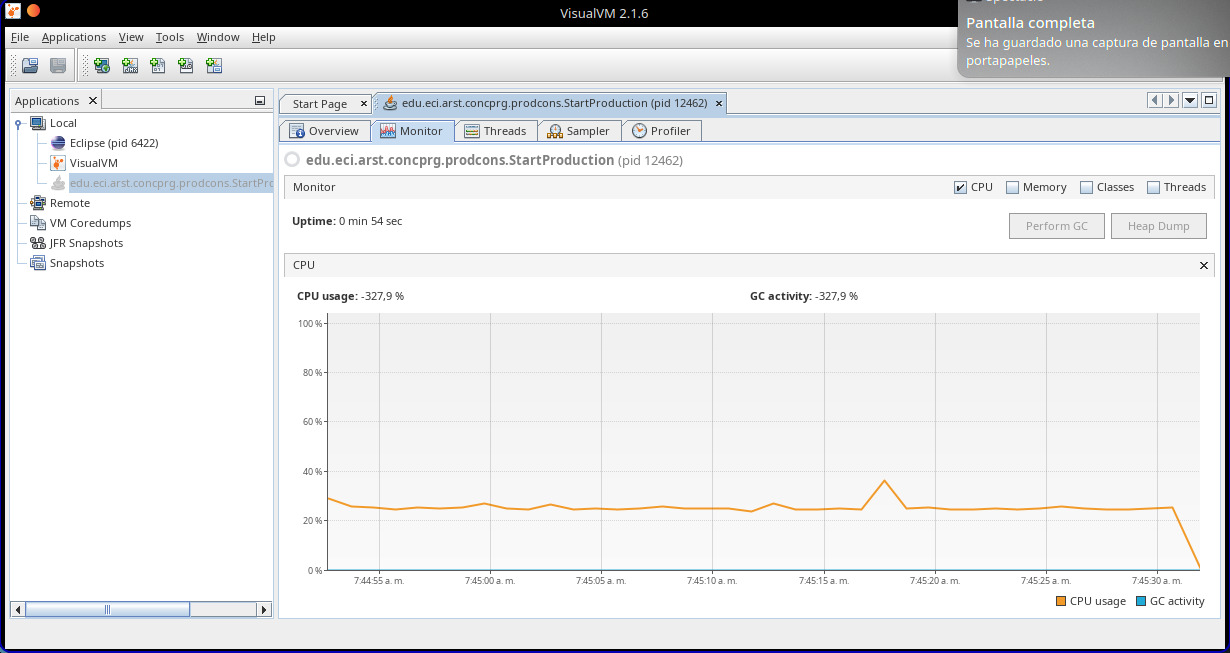 VisualVM 2.1.6
Pantalla completa
Se ha guardado una captura de pantalla en
portapapeles.
File Applications View Tools Window Help
Applications
Local
Eclipse (pid 6422)
VisualVM
edu.eci.arst.concprg.prodcons.StartPro
Remote
VM Coredumps
JFR Snapshots
Snapshots
Start Page
edu.eci.arst.concprg.prodcons.StartProduction (pid 12462)
Overview Monitor Threads Sampler Profiler
edu.eci.arst.concprg.prodcons.StartProduction (pid 12462)
Monitor CPU Memory Classes Threads
Uptime: 0 min 54 sec
Perform GC Heap Dump
CPU
CPU usage: -327,9 % GC activity: -327,9 %
100 %
80 %
60 %
40 %
20 %
0 %
7:44:55 a. m. 7:45:00 a. m. 7:45:05 a. m. 7:45:10 a. m. 7:45:15 a. m. 7:45:20 a. m. 7:45:25 a. m. 7:45:30 a. m.
CPU usage GC activity